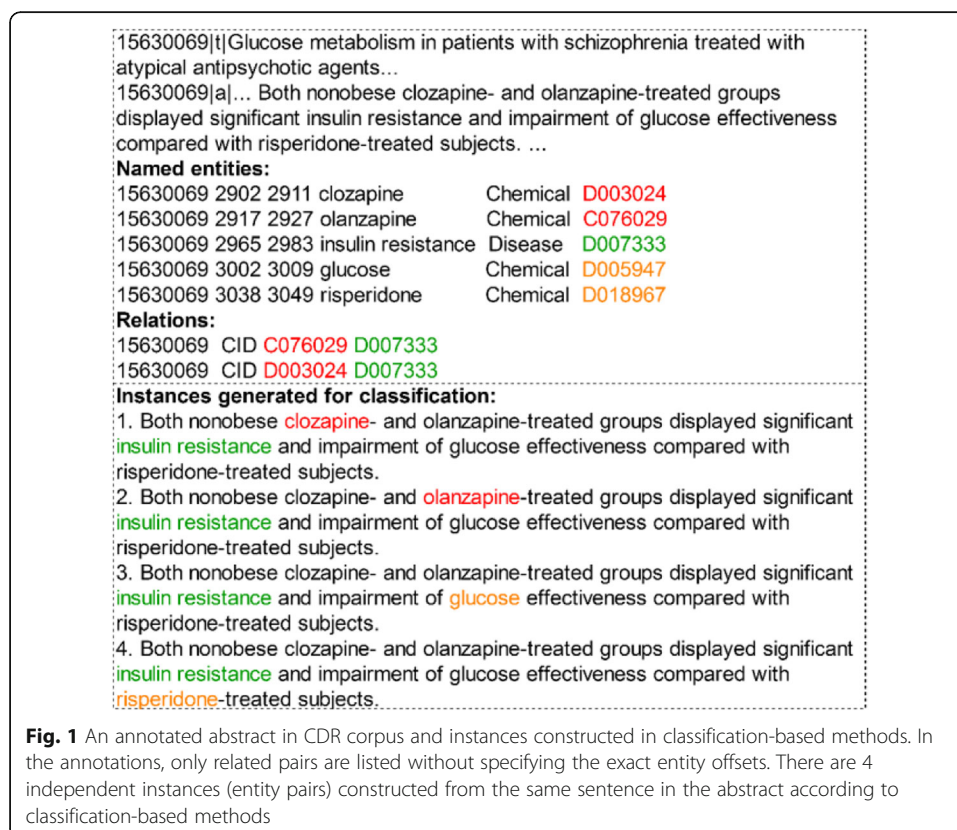 15630069|t|Glucose metabolism in patients with schizophrenia treated with
atypical antipsychotic agents...
15630069|a|... Both nonobese clozapine- and olanzapine-treated groups
displayed significant insulin resistance and impairment of glucose effectiveness
compared with risperidone-treated subjects. ...
Named entities:
15630069 2902 2911 clozapine Chemical D003024
15630069 2917 2927 olanzapine Chemical C076029
15630069 2965 2983 insulin resistance Disease D007333
15630069 3002 3009 glucose Chemical D005947
15630069 3038 3049 risperidone Chemical D018967
Relations:
15630069 CID C076029 D007333
15630069 CID D003024 D007333
Instances generated for classification:
1. Both nonobese clozapine- and olanzapine-treated groups displayed significant
insulin resistance and impairment of glucose effectiveness compared with
risperidone-treated subjects.
2. Both nonobese clozapine- and olanzapine-treated groups displayed significant
insulin resistance and impairment of glucose effectiveness compared with
risperidone-treated subjects.
3. Both nonobese clozapine- and olanzapine-treated groups displayed significant
insulin resistance and impairment of glucose effectiveness compared with
risperidone-treated subjects.
4. Both nonobese clozapine- and olanzapine-treated groups displayed significant
insulin resistance and impairment of glucose effectiveness compared with
risperidone-treated subjects.
Fig. 1 An annotated abstract in CDR corpus and instances constructed in classification-based methods. In
the annotations, only related pairs are listed without specifying the exact entity offsets. There are 4
independent instances (entity pairs) constructed from the same sentence in the abstract according to
classification-based methods